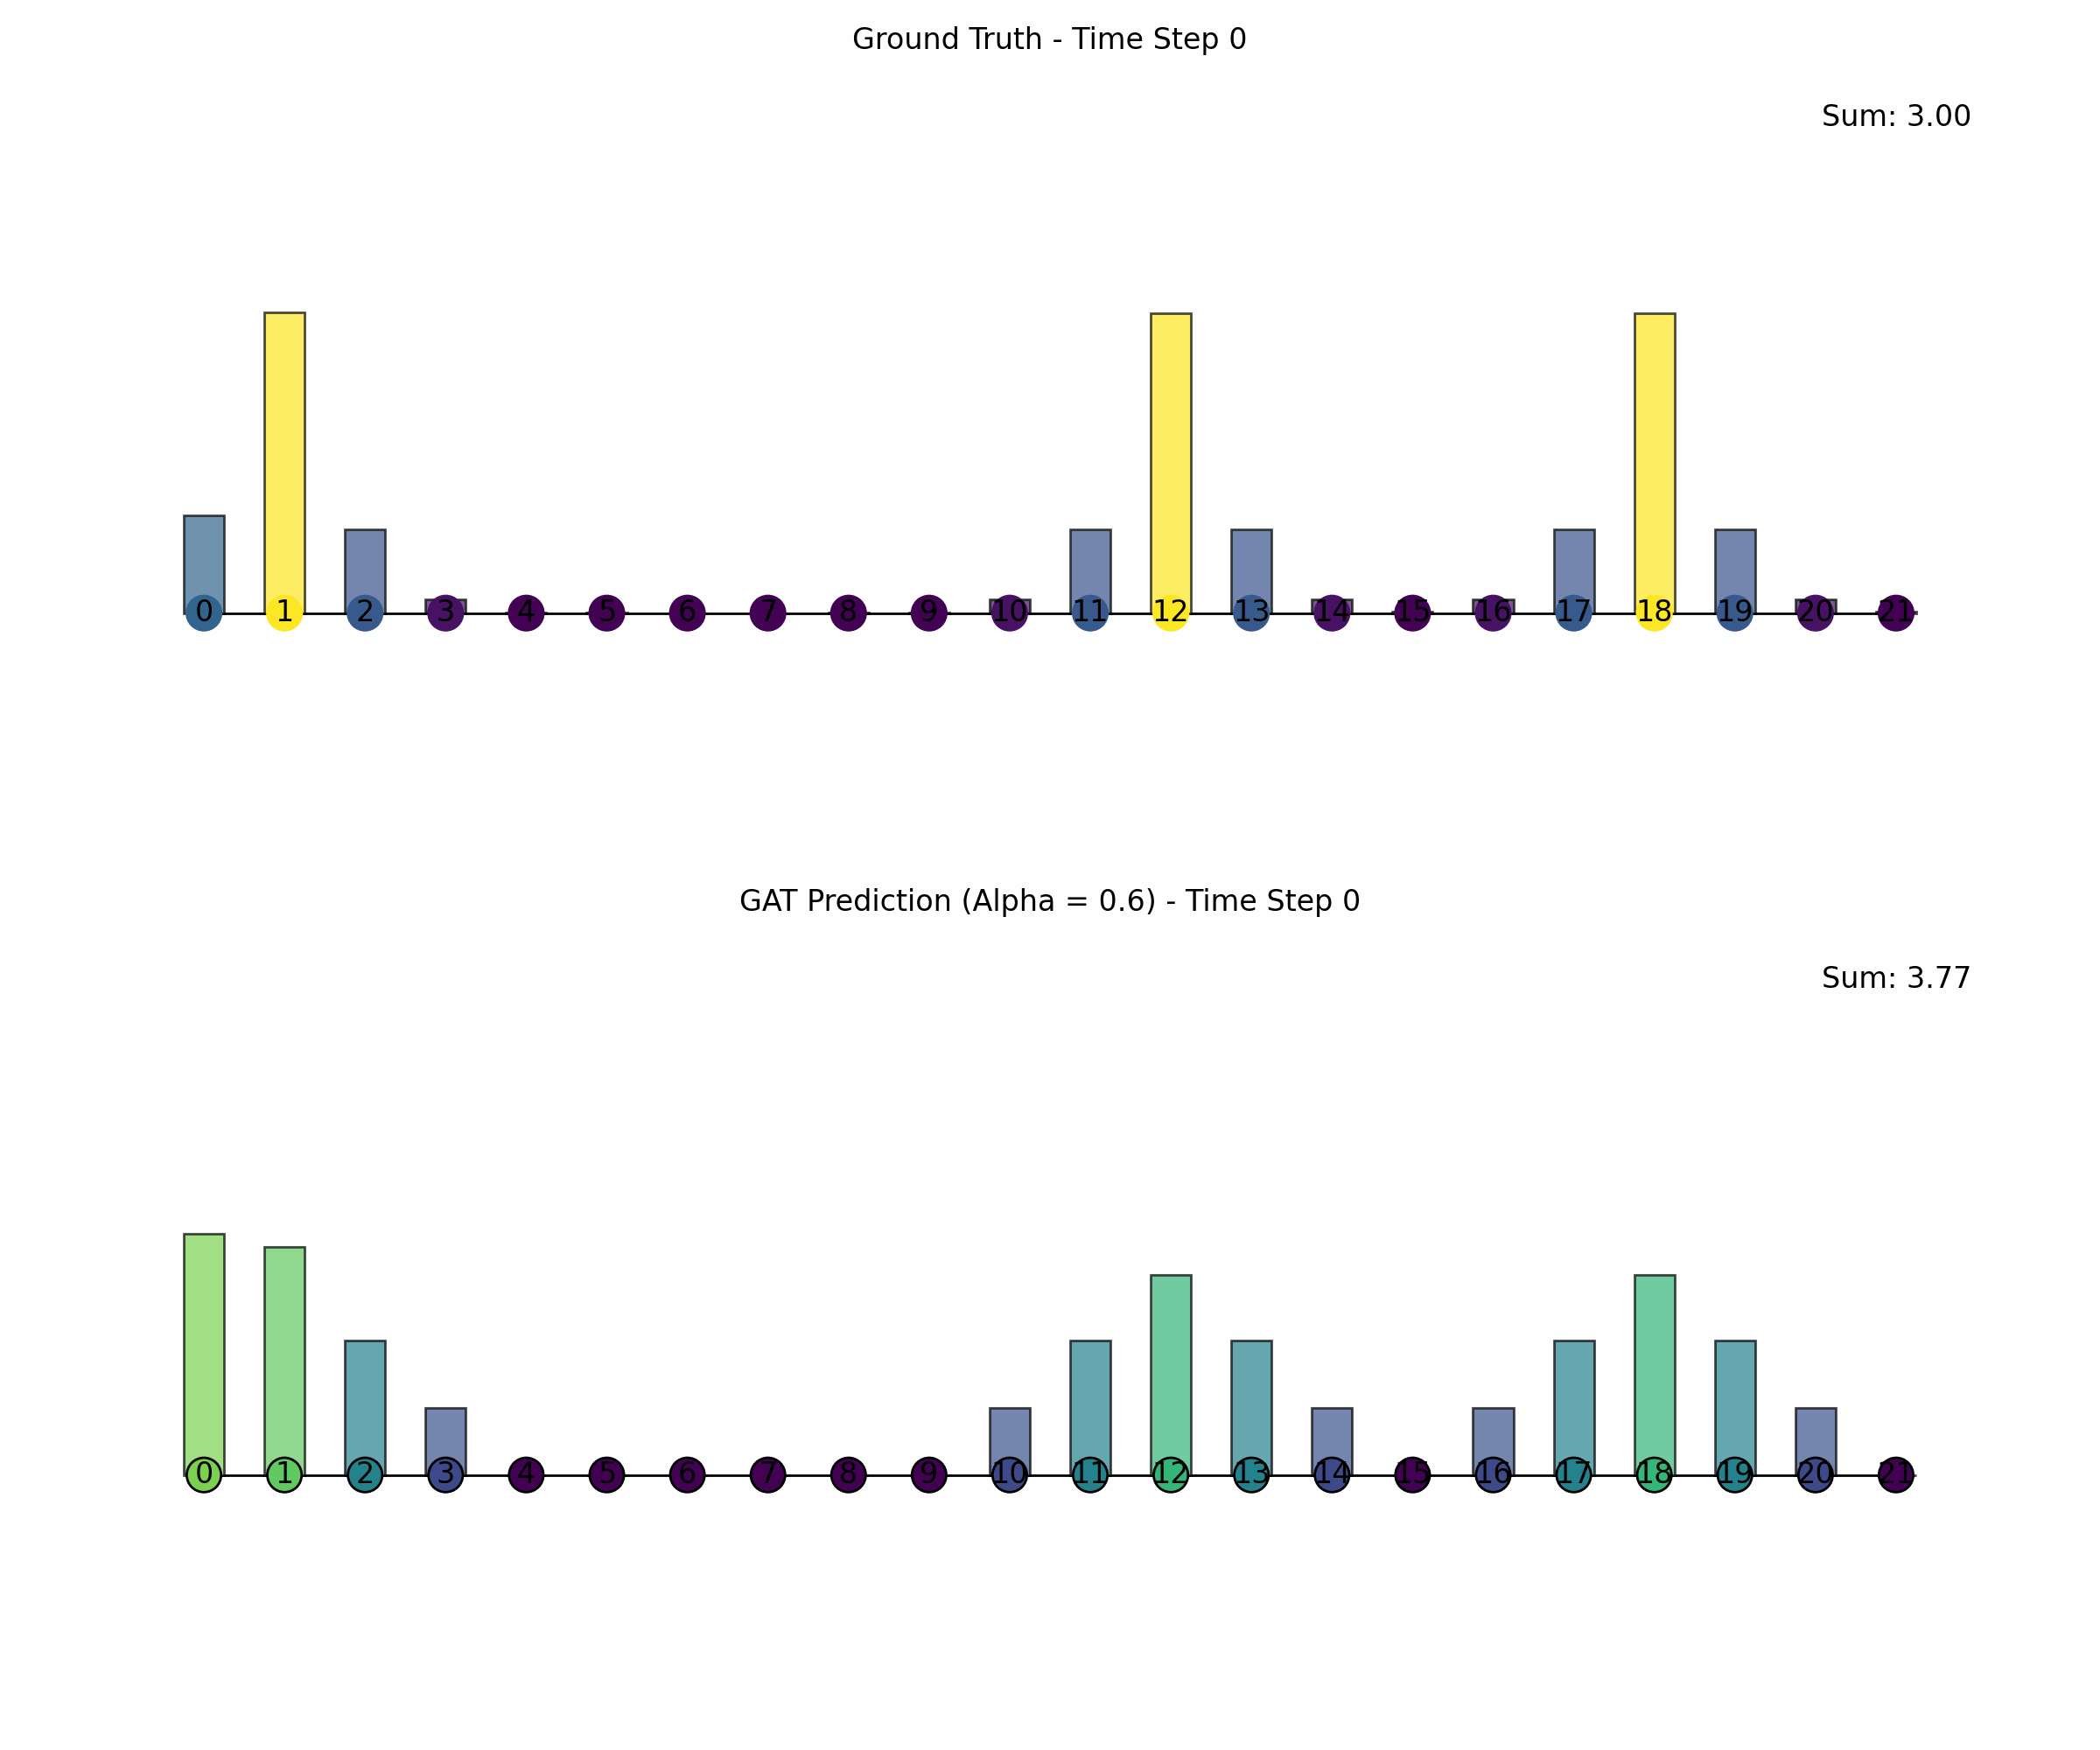 Ground Truth - Time Step 0
Sum: 3.00
0 1 2 3 4 5 6 7 8 9 10 11 12 13 14 15 16 17 18 19 20 21
GAT Prediction (Alpha = 0.6) - Time Step 0
Sum: 3.77
0 1 2 3 4 5 6 7 8 9 10 11 12 13 14 15 16 17 18 19 20 21